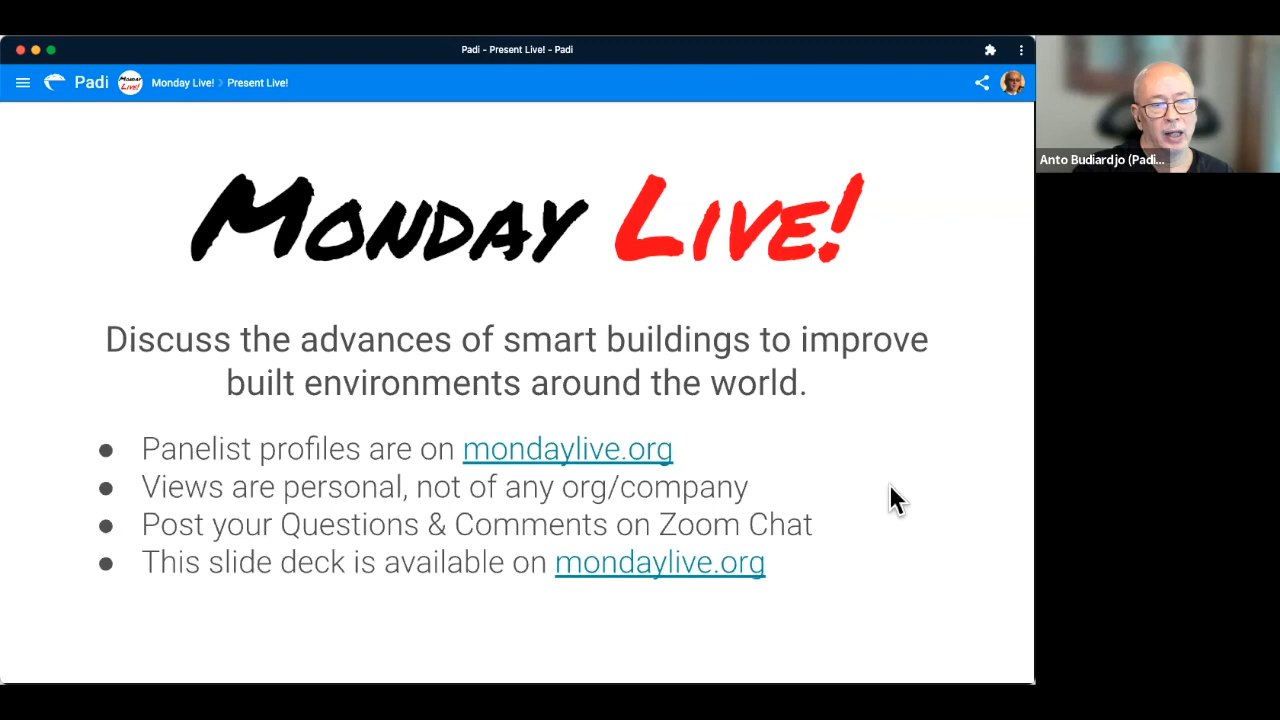 Padi - Present Live! - Padi
Padi
Monday Live!
Monday Live! > Present Live!
Monday Live!
Discuss the advances of smart buildings to improve
built environments around the world.
● Panelist profiles are on mondaylive.org
● Views are personal, not of any org/company
● Post your Questions & Comments on Zoom Chat
● This slide deck is available on mondaylive.org
Anto Budiardjo (Padi...